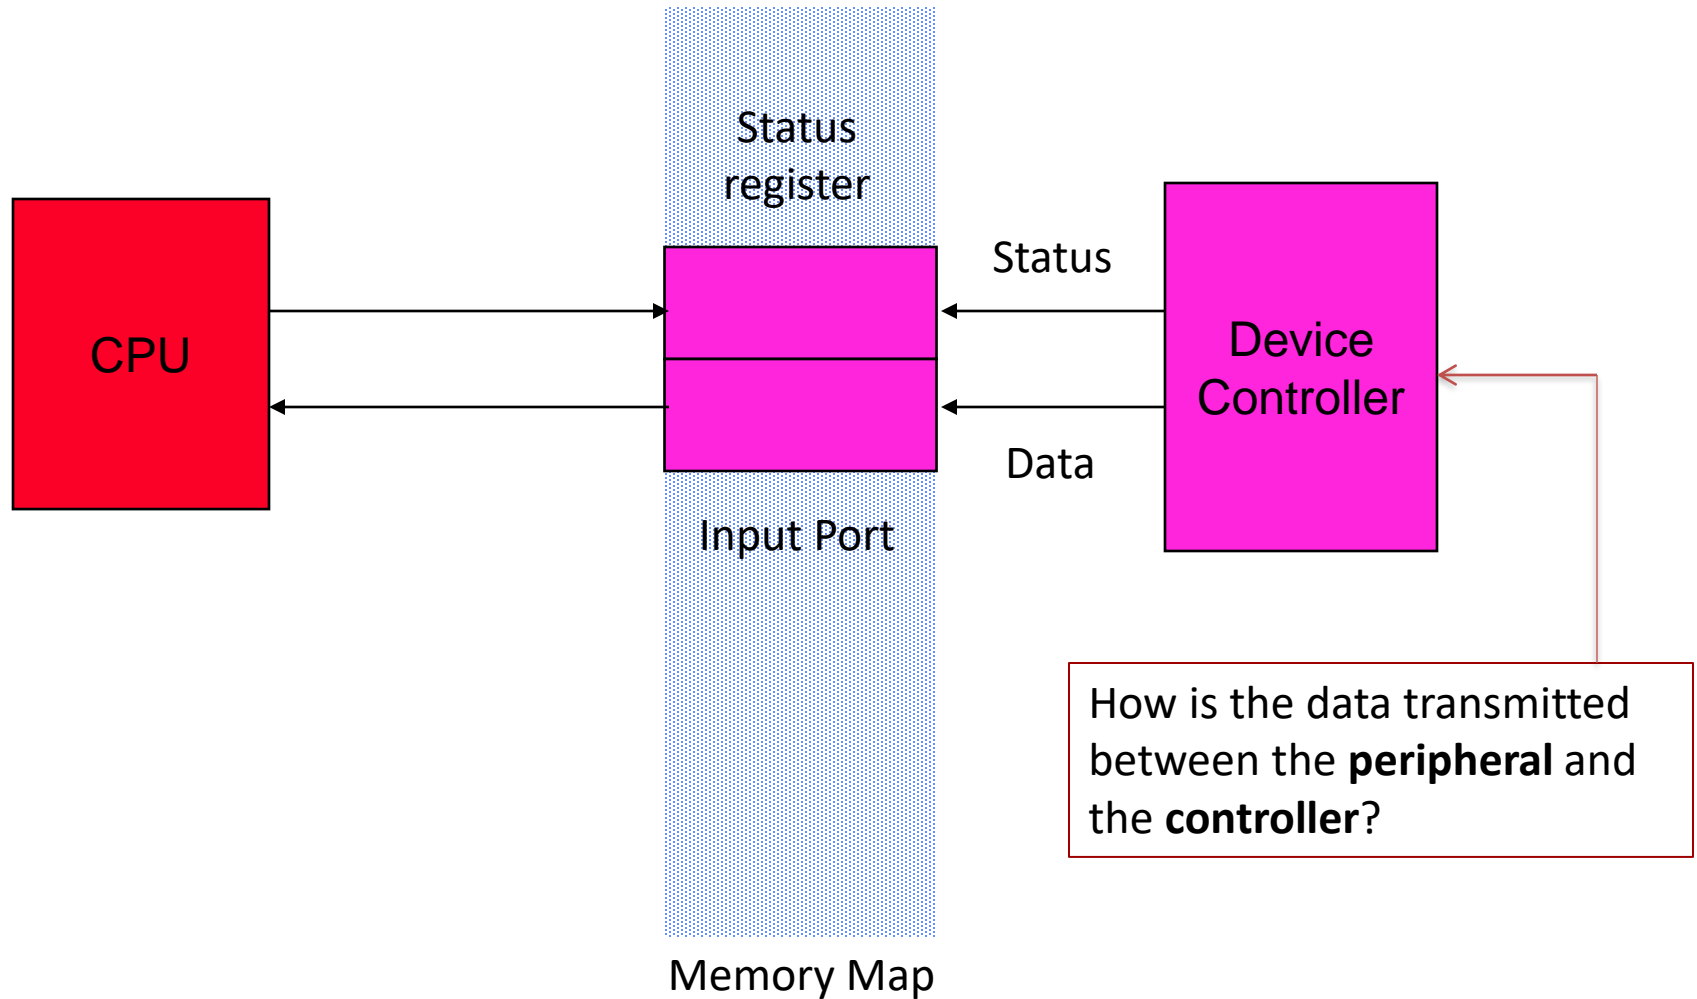 Status
register
CPU
Status
Device
Controller
Data
Input Port
How is the data transmitted
between the peripheral and
the controller?
Memory Map